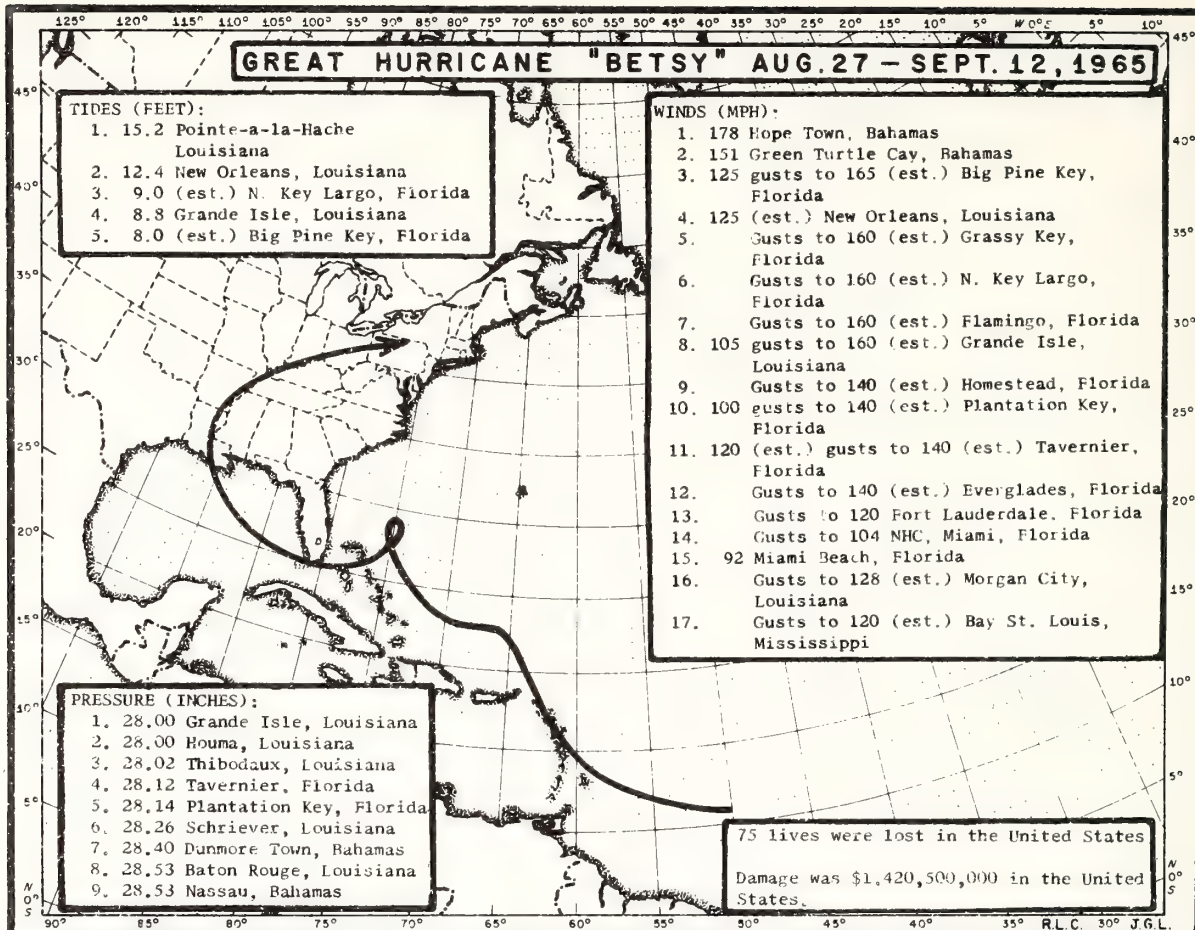 125° 120° 115° 110° 105° 100° 95° 90° 85° 80° 75° 70° 65° 60° 55° 50° 45° 40° 35° 30° 25° 20° 15° 10° 5° W 0° E 5° 10°
GREAT HURRICANE "BETSY" AUG. 27 – SEPT. 12, 1965
TIDES (FEET):
1. 15.2 Pointe-a-la-Hache
Louisiana
2. 12.4 New Orleans, Louisiana
3. 9.0 (est.) N. Key Largo, Florida
4. 8.8 Grande Isle, Louisiana
5. 8.0 (est.) Big Pine Key, Florida
WINDS (MPH):
1. 178 Hope Town, Bahamas
2. 151 Green Turtle Cay, Bahamas
3. 125 gusts to 165 (est.) Big Pine Key,
Florida
4. 125 (est.) New Orleans, Louisiana
5. Gusts to 160 (est.) Grassy Key,
Florida
6. Gusts to 160 (est.) N. Key Largo,
Florida
7. Gusts to 160 (est.) Flamingo, Florida
8. 105 gusts to 160 (est.) Grande Isle,
Louisiana
9. Gusts to 140 (est.) Homestead, Florida
10. 100 gusts to 140 (est.) Plantation Key,
Florida
11. 120 (est.) gusts to 140 (est.) Tavernier,
Florida
12. Gusts to 140 (est.) Everglades, Florida
13. Gusts to 120 Fort Lauderdale, Florida
14. Gusts to 104 NHC, Miami, Florida
15. 92 Miami Beach, Florida
16. Gusts to 128 (est.) Morgan City,
Louisiana
17. Gusts to 120 (est.) Bay St. Louis,
Mississippi
PRESSURE (INCHES):
1. 28.00 Grande Isle, Louisiana
2. 28.00 Houma, Louisiana
3. 28.02 Thibodaux, Louisiana
4. 28.12 Tavernier, Florida
5. 28.14 Plantation Key, Florida
6. 28.26 Schriever, Louisiana
7. 28.40 Dunmore Town, Bahamas
8. 28.53 Baton Rouge, Louisiana
9. 28.53 Nassau, Bahamas
75 lives were lost in the United States
Damage was $1,420,500,000 in the United
States.
45°
40°
35°
30°
25°
20°
15°
10°
5°
N
0°
S
45°
40°
35°
30°
25°
20°
15°
10°
5°
N
0°
S
90° 85° 80° 75° 70° 65° 60° 55° 50° 45° 40° 35° R.L.C. 30° J.G.L.